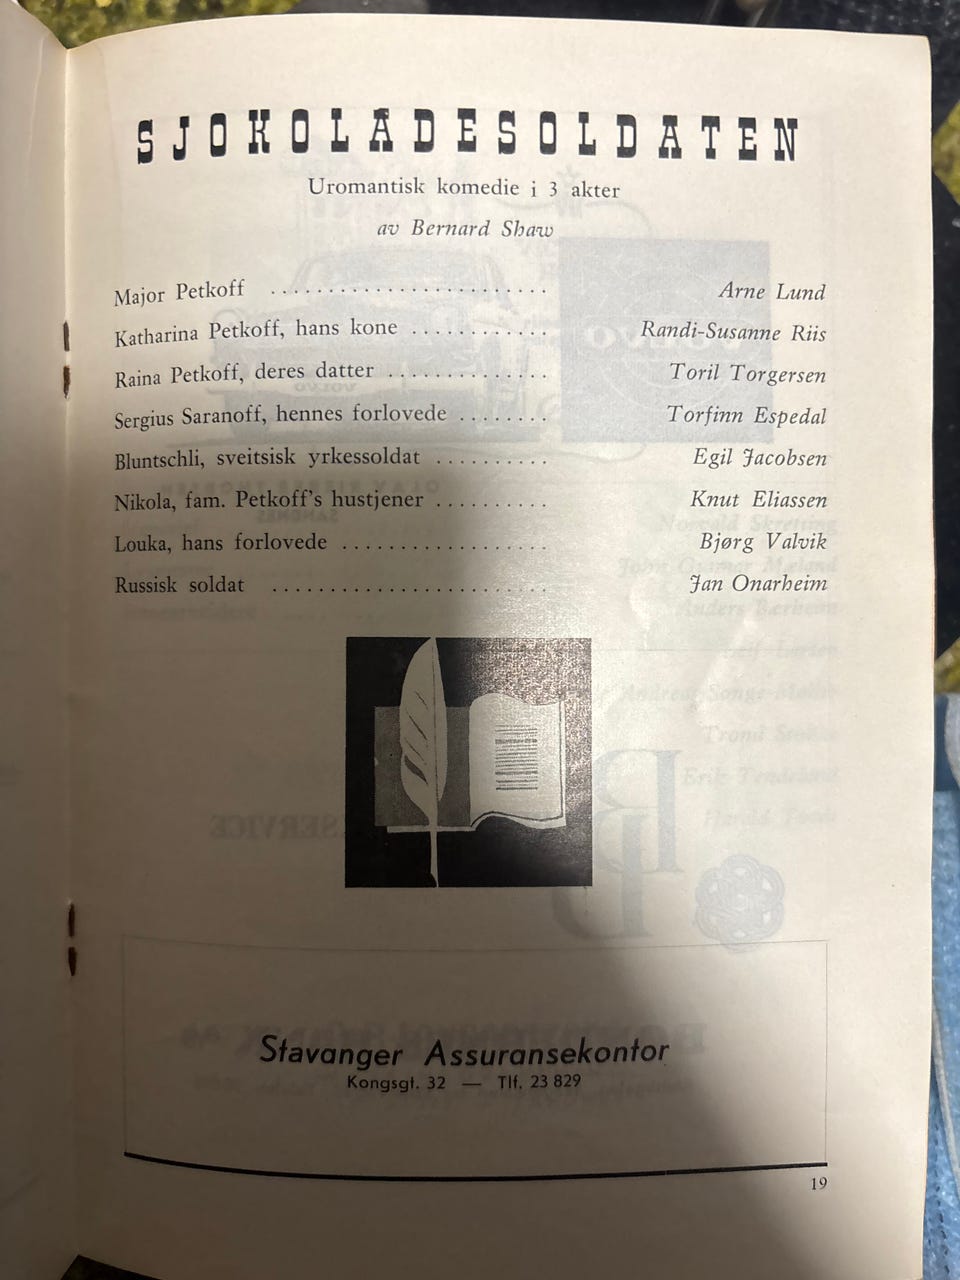 SJOKOLADESOLDATEN
Uromantisk komedie i 3 akter
av Bernard Shaw
Major Petkoff ........................ Arne Lund
Katharina Petkoff, hans kone ............ Randi-Susanne Riis
Raina Petkoff, deres datter .............. Toril Torgersen
Sergius Saranoff, hennes forlovede ........ Torfinn Espedal
Bluntschli, sveitsisk yrkessoldat .......... Egil Jacobsen
Nikola, fam. Petkoff's hustjener .......... Knut Eliassen
Louka, hans forlovede .................. Bjørg Valvik
Russisk soldat ........................ Jan Onarheim
Stavanger Assuransekontor
Kongsgt. 32 — Tlf. 23 829
19